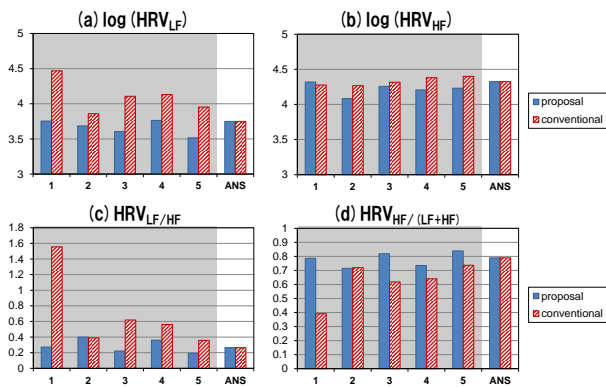 (a) log (HRV_LF)
5
4.5
4
3.5
3
1 2 3 4 5 ANS
(b) log (HRV_HF)
5
4.5
4
3.5
3
1 2 3 4 5 ANS
proposal
conventional
(c) HRV_LF/HF
1.8
1.6
1.4
1.2
1
0.8
0.6
0.4
0.2
0
1 2 3 4 5 ANS
(d) HRV_HF/(LF+HF)
1
0.9
0.8
0.7
0.6
0.5
0.4
0.3
0.2
0.1
0
1 2 3 4 5 ANS
proposal
conventional